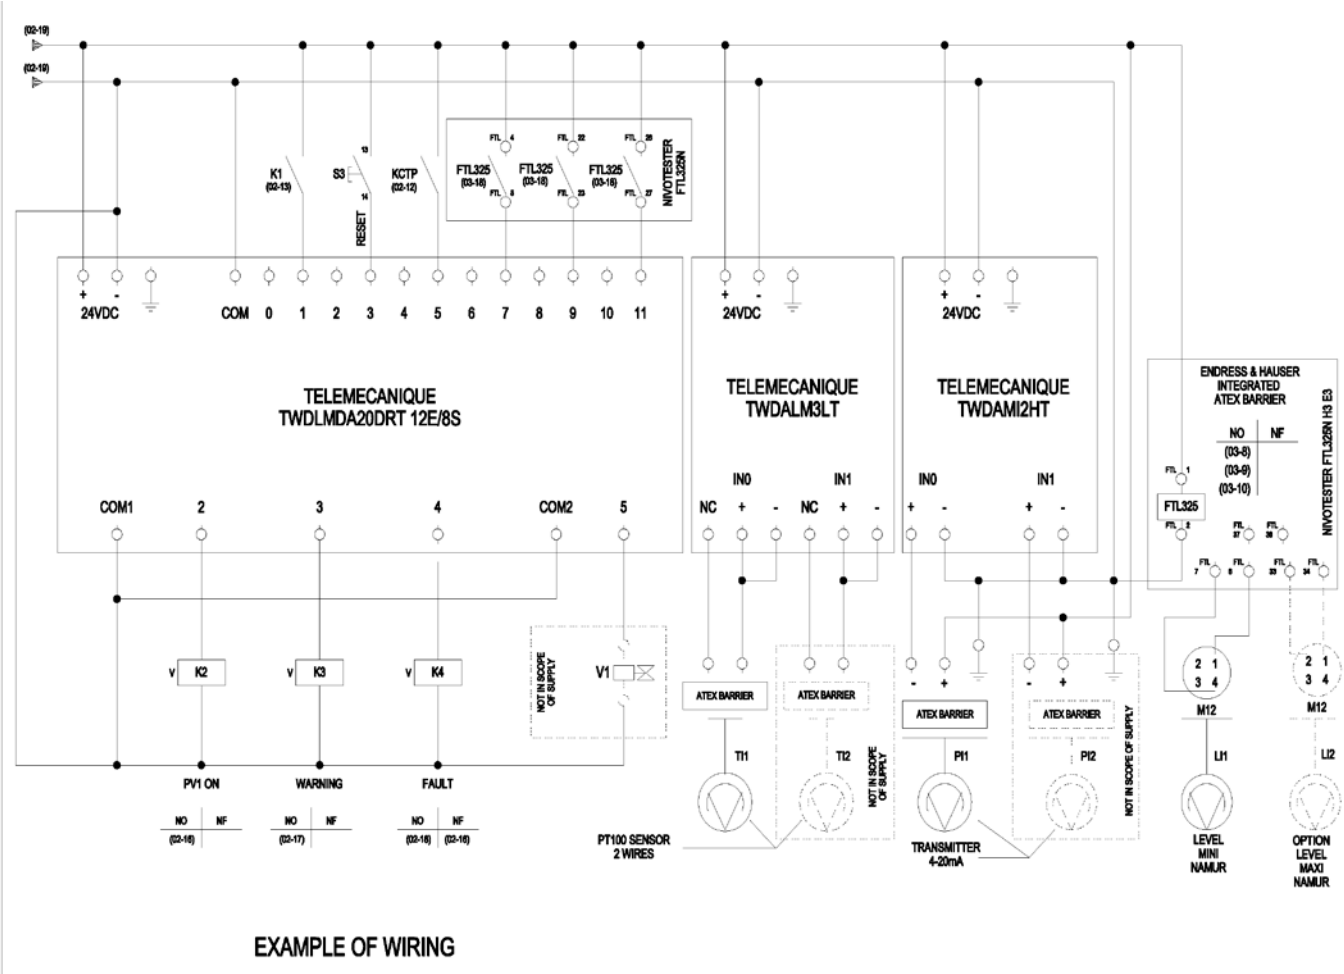 (02-19)
(02-19)
K1
(02-13)
S3
13
14
RESET
KCTP
(02-12)
FTL 4
FTL325
(03-18)
FTL 5
FTL 22
FTL325
(03-18)
FTL 23
FTL 26
FTL325
(03-18)
FTL 27
NIVOTESTER
FTL325N
+ -
24VDC
COM 0 1 2 3 4 5 6 7 8 9 10 11
TELEMECANIQUE
TWDLMDA20DRT 12E/8S
COM1 2 3 4 COM2 5
+ -
24VDC
TELEMECANIQUE
TWDALM3LT
IN0 IN1
NC + - NC + -
+ -
24VDC
TELEMECANIQUE
TWDAMI2HT
IN0 IN1
+ - + -
ENDRESS & HAUSER
INTEGRATED
ATEX BARRIER
NO NF
(03-8)
(03-9)
(03-10)
NIVOTESTER FTL325N H3 E3
FTL 1
FTL325
FTL 2
FTL 37
FTL 38
FTL 7
FTL 8
FTL 33
FTL 34
V K2
V K3
V K4
NOT IN SCOPE
OF SUPPLY
V1
ATEX BARRIER
ATEX BARRIER
- +
ATEX BARRIER
- +
ATEX BARRIER
2 1
3 4
M12
2 1
3 4
M12
TI1
TI2
NOT IN SCOPE
OF SUPPLY
PI1
PI2
NOT IN SCOPE OF SUPPLY
LI1
LI2
PV1 ON
NO NF
(02-16)
WARNING
NO NF
(02-17)
FAULT
NO NF
(02-18) (02-18)
PT100 SENSOR
2 WIRES
TRANSMITTER
4-20mA
LEVEL
MINI
NAMUR
OPTION
LEVEL
MAXI
NAMUR
EXAMPLE OF WIRING